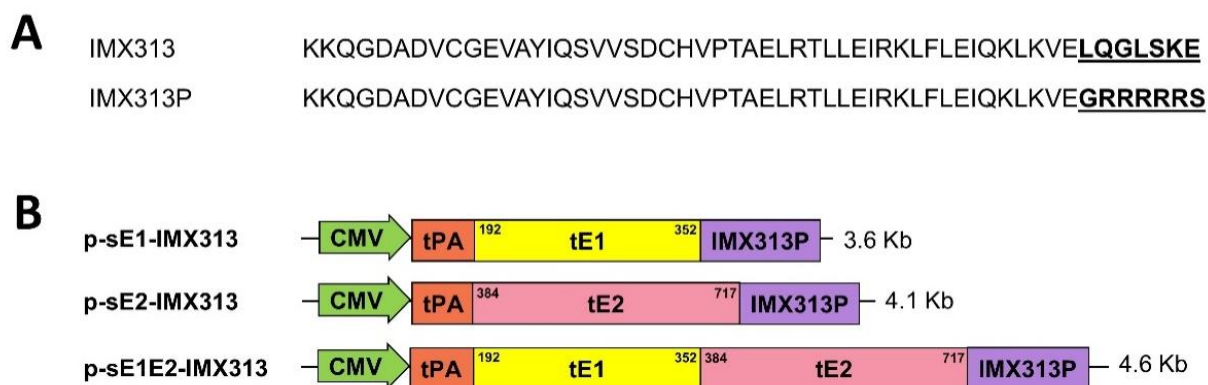 A
IMX313 KKQGDADVCGEVAYIQSVVSDCHVPTAELRTLLEIRKLFLEIQKLKVELQGLSKE
IMX313P KKQGDADVCGEVAYIQSVVSDCHVPTAELRTLLEIRKLFLEIQKLKVEGRRRRRS
B
p-sE1-IMX313 CMV tPA 192 tE1 352 IMX313P 3.6 Kb
p-sE2-IMX313 CMV tPA 384 tE2 717 IMX313P 4.1 Kb
p-sE1E2-IMX313 CMV tPA 192 tE1 352 384 tE2 717 IMX313P 4.6 Kb